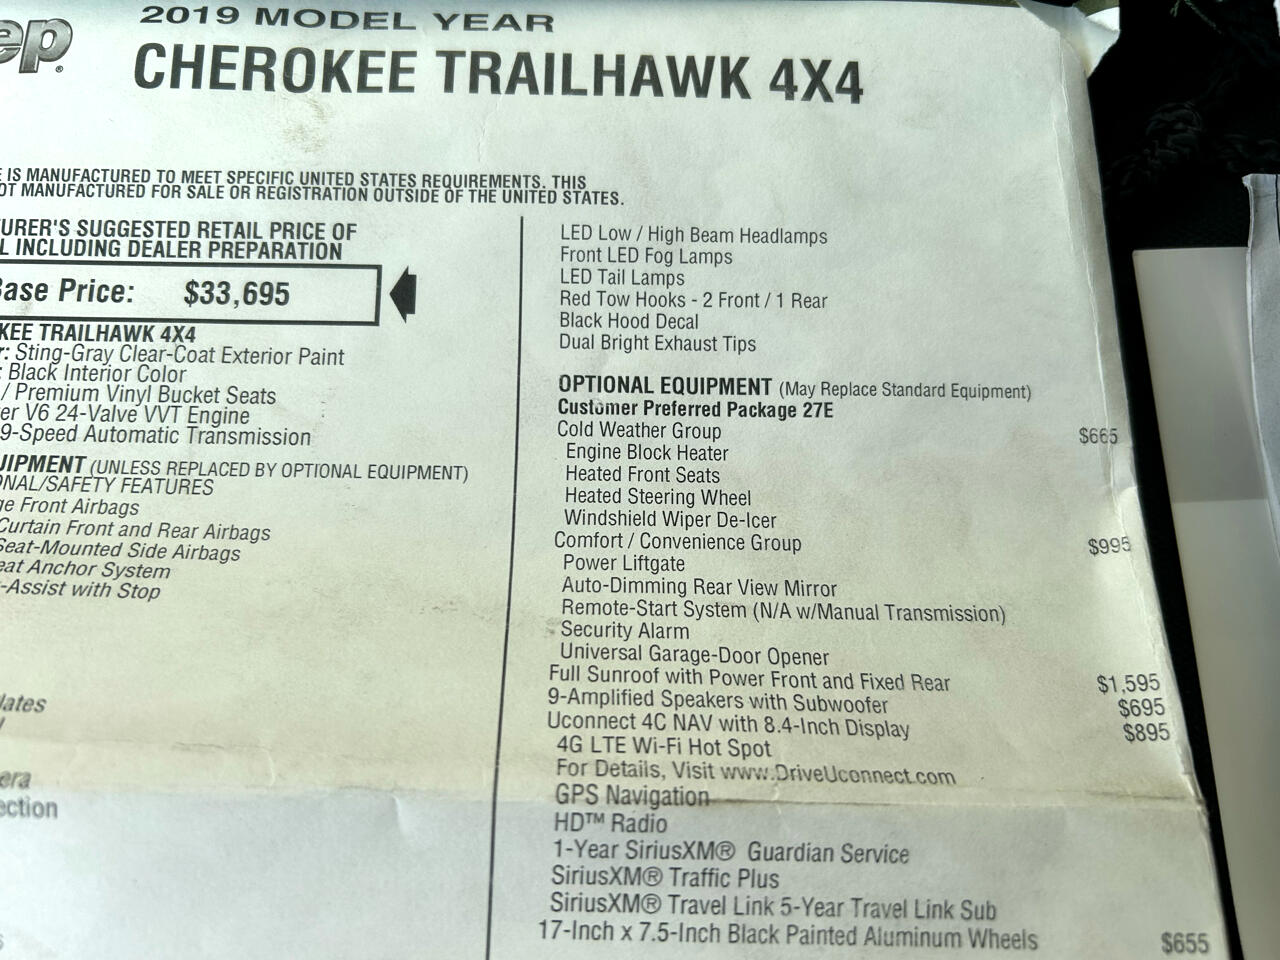 ep®
2019 MODEL YEAR
CHEROKEE TRAILHAWK 4X4
IS MANUFACTURED TO MEET SPECIFIC UNITED STATES REQUIREMENTS. THIS
OT MANUFACTURED FOR SALE OR REGISTRATION OUTSIDE OF THE UNITED STATES.
URER'S SUGGESTED RETAIL PRICE OF
L INCLUDING DEALER PREPARATION
Base Price: $33,695
KEE TRAILHAWK 4X4
r: Sting-Gray Clear-Coat Exterior Paint
: Black Interior Color
/ Premium Vinyl Bucket Seats
er V6 24-Valve VVT Engine
9-Speed Automatic Transmission
UIPMENT (UNLESS REPLACED BY OPTIONAL EQUIPMENT)
ONAL/SAFETY FEATURES
ge Front Airbags
Curtain Front and Rear Airbags
Seat-Mounted Side Airbags
eat Anchor System
-Assist with Stop
lates
era
ection
LED Low / High Beam Headlamps
Front LED Fog Lamps
LED Tail Lamps
Red Tow Hooks - 2 Front / 1 Rear
Black Hood Decal
Dual Bright Exhaust Tips
OPTIONAL EQUIPMENT (May Replace Standard Equipment)
Customer Preferred Package 27E
Cold Weather Group $665
Engine Block Heater
Heated Front Seats
Heated Steering Wheel
Windshield Wiper De-Icer
Comfort / Convenience Group $995
Power Liftgate
Auto-Dimming Rear View Mirror
Remote-Start System (N/A w/Manual Transmission)
Security Alarm
Universal Garage-Door Opener
Full Sunroof with Power Front and Fixed Rear $1,595
9-Amplified Speakers with Subwoofer $695
Uconnect 4C NAV with 8.4-Inch Display $895
4G LTE Wi-Fi Hot Spot
For Details, Visit www.DriveUconnect.com
GPS Navigation
HD™ Radio
1-Year SiriusXM® Guardian Service
SiriusXM® Traffic Plus
SiriusXM® Travel Link 5-Year Travel Link Sub
17-Inch x 7.5-Inch Black Painted Aluminum Wheels $655